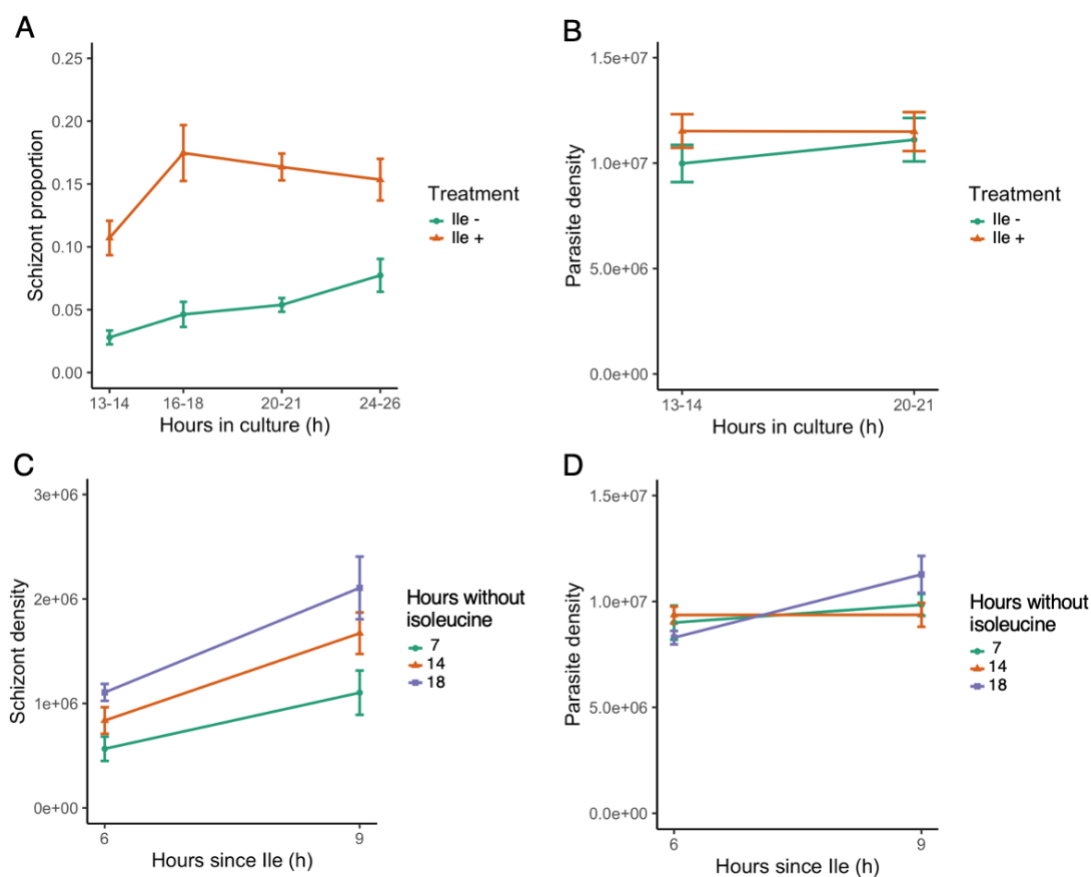 A
0.25
0.20
0.15
0.10
0.05
0.00
Schizont proportion
13-14
16-18
20-21
24-26
Hours in culture (h)
Treatment
Ile -
Ile +
B
1.5e+07
1.0e+07
5.0e+06
0.0e+00
Parasite density
13-14
20-21
Hours in culture (h)
Treatment
Ile -
Ile +
C
3e+06
2e+06
1e+06
0e+00
Schizont density
6
9
Hours since Ile (h)
Hours without
isoleucine
7
14
18
D
1.5e+07
1.0e+07
5.0e+06
0.0e+00
Parasite density
6
9
Hours since Ile (h)
Hours without
isoleucine
7
14
18